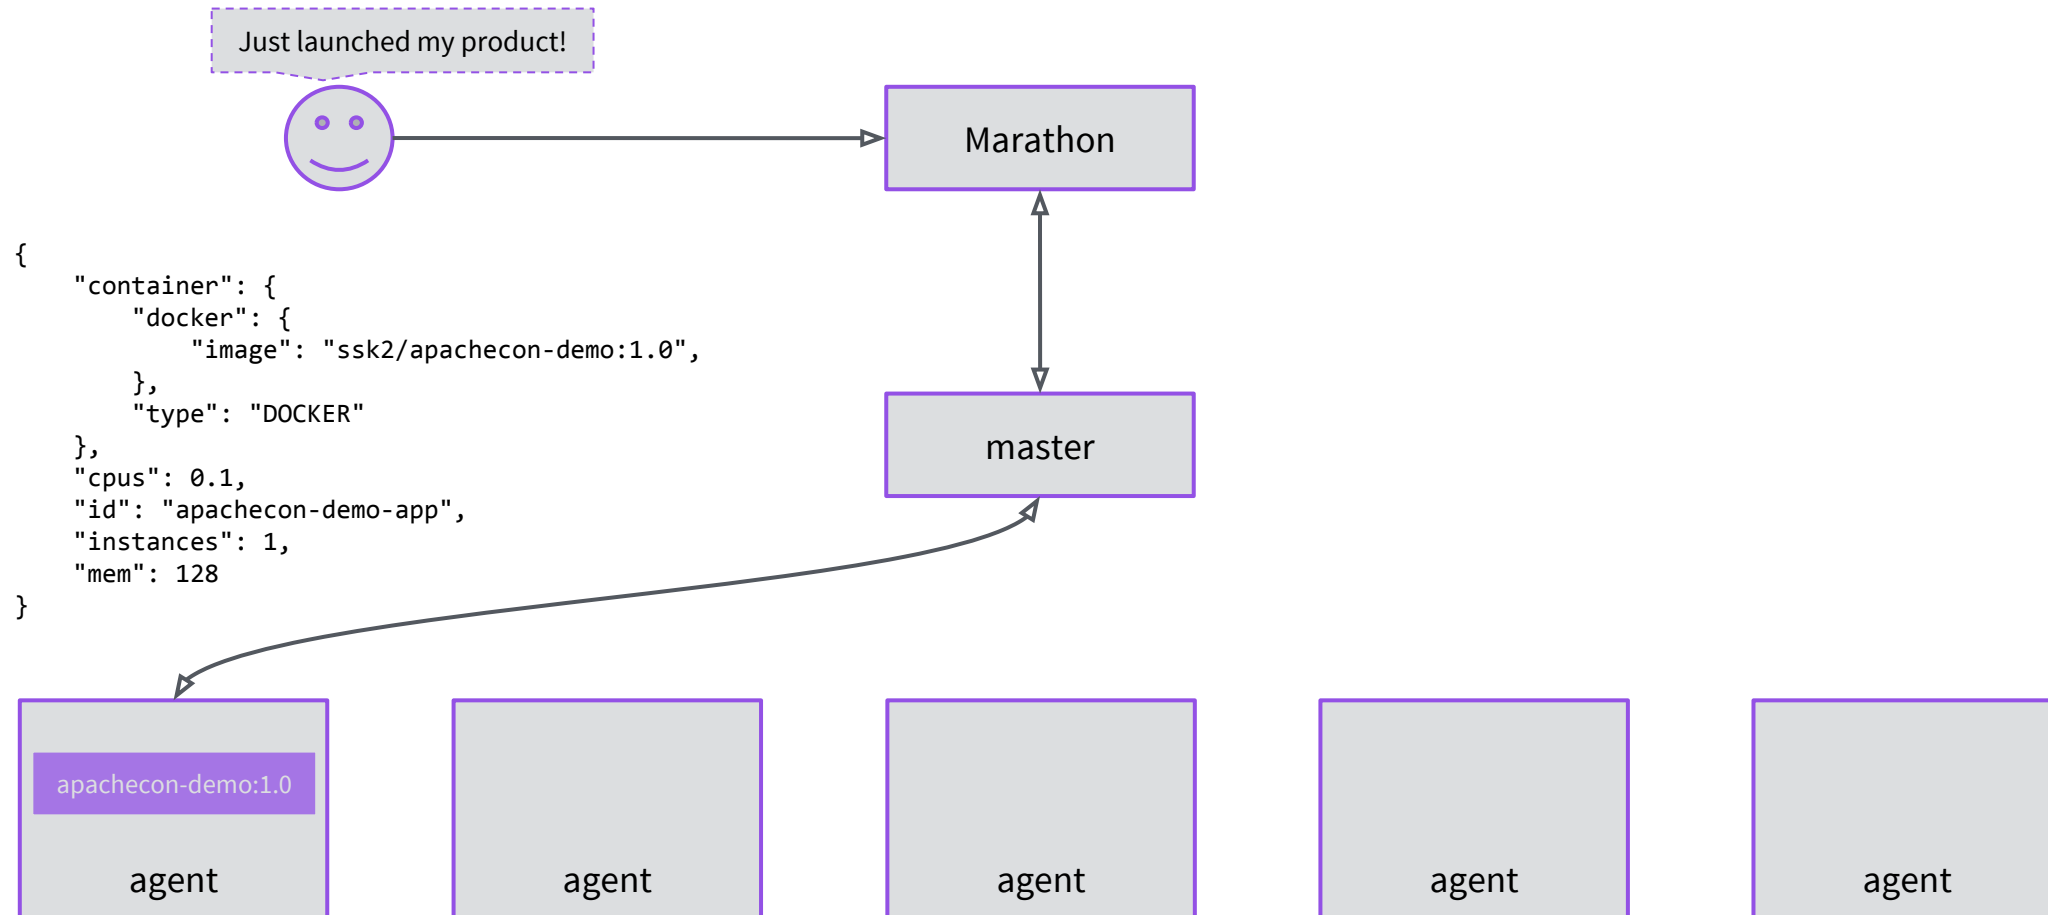 Just launched my product!
Marathon
{
    "container": {
        "docker": {
            "image": "ssk2/apachecon-demo:1.0",
        },
        "type": "DOCKER"
    },
    "cpus": 0.1,
    "id": "apachecon-demo-app",
    "instances": 1,
    "mem": 128
}
master
apachecon-demo:1.0
agent
agent
agent
agent
agent